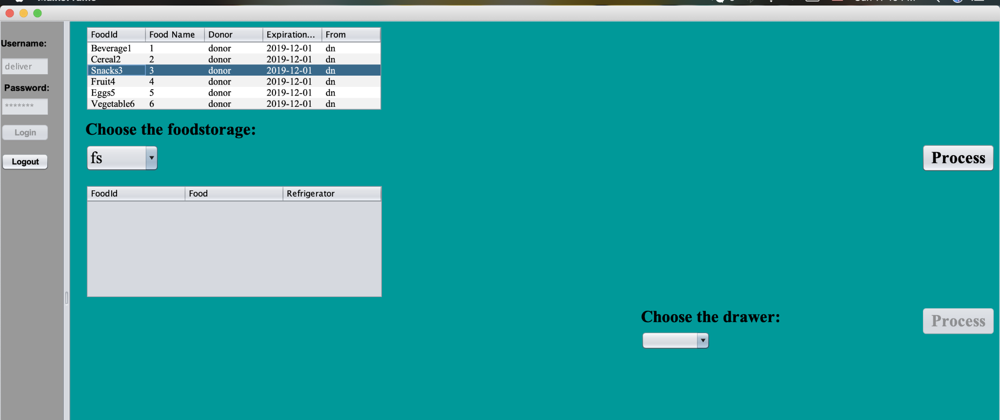 Username:
deliver
Password:
*******
Login
Logout
FoodId Food Name Donor Expiration... From
Beverage1 1 donor 2019-12-01 dn
Cereal2 2 donor 2019-12-01 dn
Snacks3 3 donor 2019-12-01 dn
Fruit4 4 donor 2019-12-01 dn
Eggs5 5 donor 2019-12-01 dn
Vegetable6 6 donor 2019-12-01 dn
Choose the foodstorage:
fs
Process
FoodId Food Refrigerator
Choose the drawer:
Process